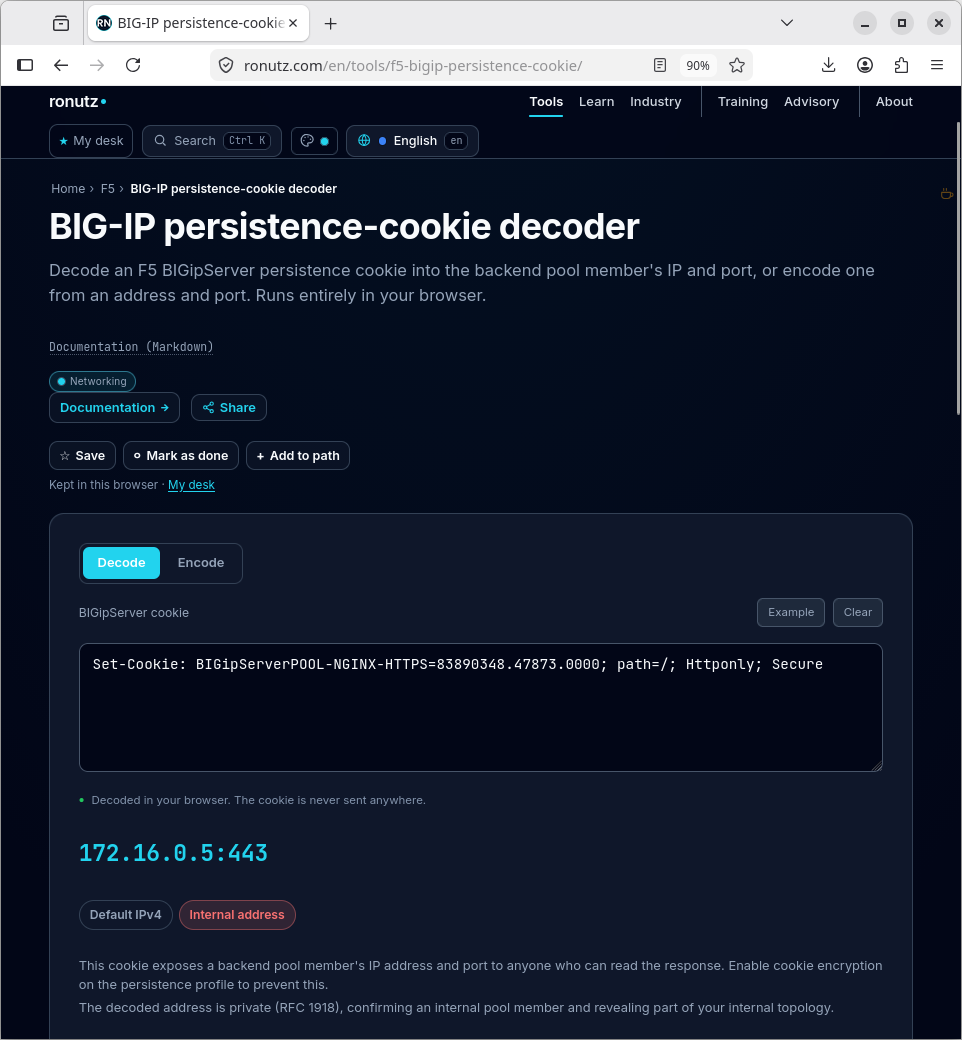 RN BIG-IP persistence-cookie
ronutz.com/en/tools/f5-bigip-persistence-cookie/
90%
ronutz
Tools Learn Industry Training Advisory About
★ My desk Search Ctrl K English en
Home › F5 › BIG-IP persistence-cookie decoder
BIG-IP persistence-cookie decoder
Decode an F5 BIGipServer persistence cookie into the backend pool member's IP and port, or encode one
from an address and port. Runs entirely in your browser.
Documentation (Markdown)
Networking
Documentation → Share
☆ Save Mark as done + Add to path
Kept in this browser · My desk
Decode Encode
BIGipServer cookie Example Clear
Set-Cookie: BIGipServerPOOL-NGINX-HTTPS=83890348.47873.0000; path=/; Httponly; Secure
Decoded in your browser. The cookie is never sent anywhere.
172.16.0.5:443
Default IPv4 Internal address
This cookie exposes a backend pool member's IP address and port to anyone who can read the response. Enable cookie encryption
on the persistence profile to prevent this.
The decoded address is private (RFC 1918), confirming an internal pool member and revealing part of your internal topology.